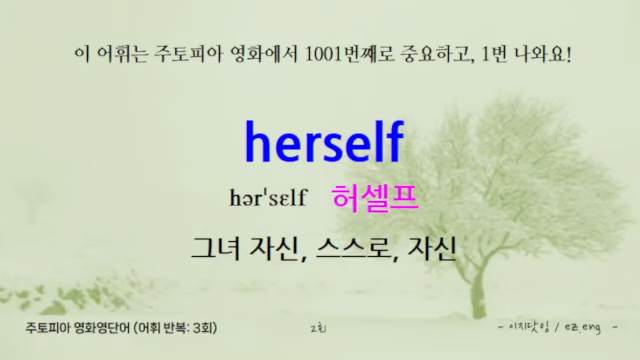 이 어휘는 주토피아 영화에서 1001번째로 중요하고, 1번 나와요!
herself
hərˈsɛlf 허셀프
그녀 자신, 스스로, 자신
주토피아 영화영단어 (어휘 반복: 3회) 2회 - 이지닷잉 / ez.eng -